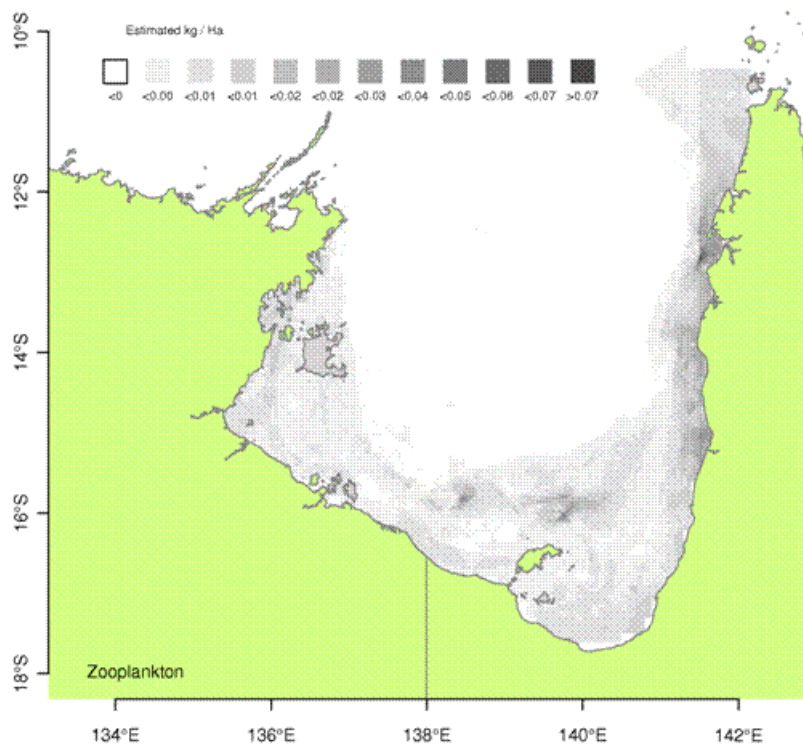 Estimated kg / Ha
<0 <0.00 <0.01 <0.01 <0.02 <0.02 <0.03 <0.04 <0.05 <0.06 <0.07 >0.07
10°S
12°S
14°S
16°S
18°S
Zooplankton
134°E 136°E 138°E 140°E 142°E